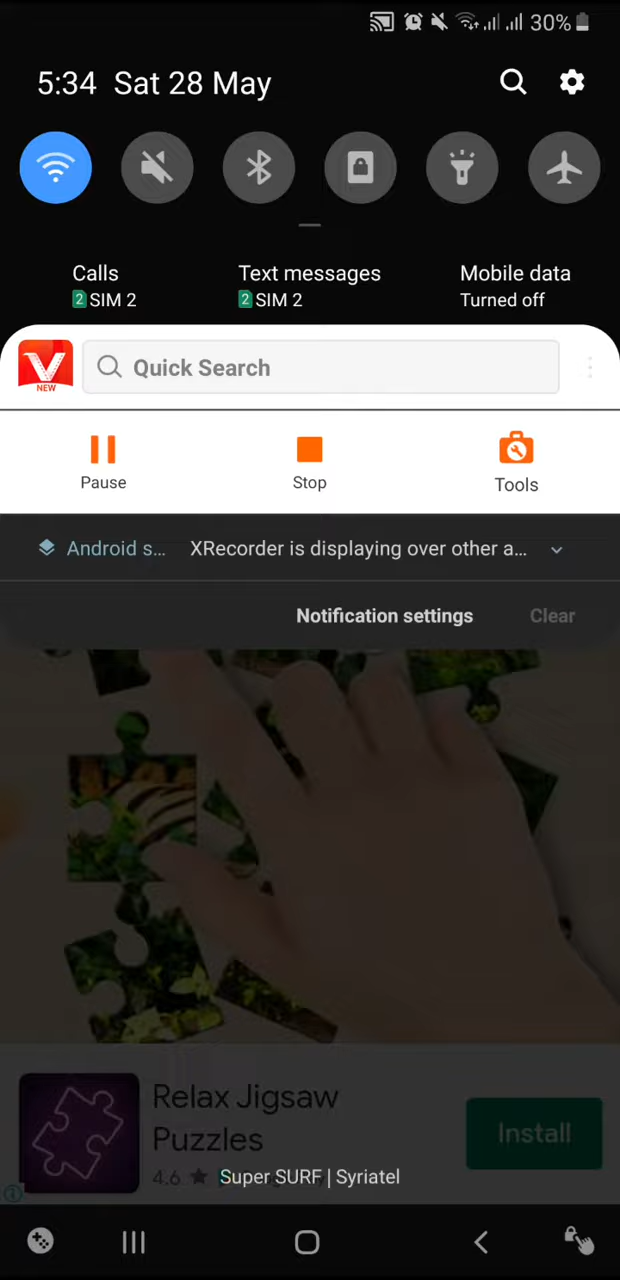 30%
5:34 Sat 28 May
Calls
2 SIM 2
Text messages
2 SIM 2
Mobile data
Turned off
NEW
Quick Search
Pause
Stop
Tools
Android s... XRecorder is displaying over other a...
Notification settings Clear
Relax Jigsaw
Puzzles
Install
4.6
Super SURF | Syriatel